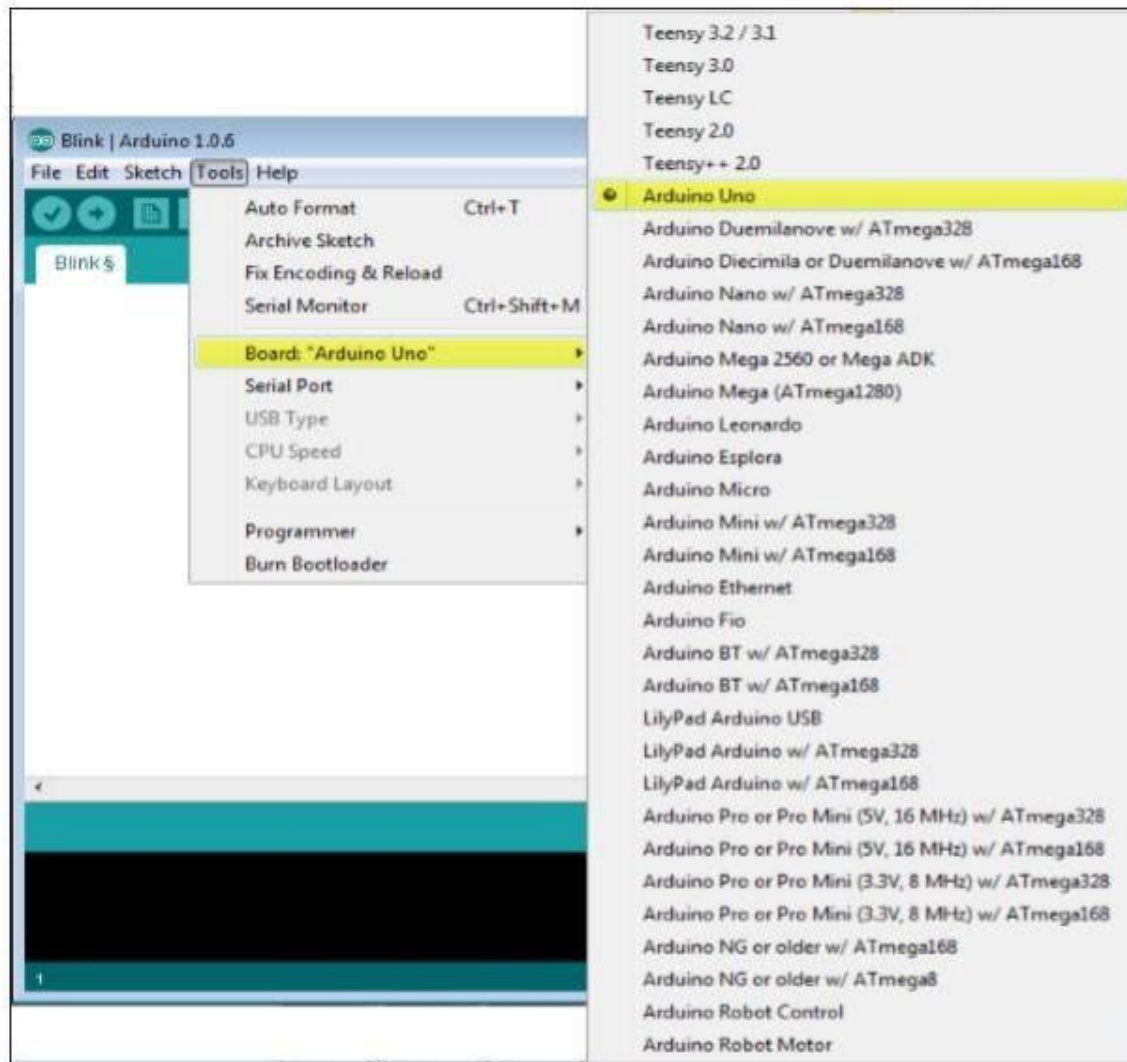 Blink | Arduino 1.0.6
File Edit Sketch Tools Help
Blink§
Auto Format Ctrl+T
Archive Sketch
Fix Encoding & Reload
Serial Monitor Ctrl+Shift+M
Board: "Arduino Uno"
Serial Port
USB Type
CPU Speed
Keyboard Layout
Programmer
Burn Bootloader
1
Teensy 3.2 / 3.1
Teensy 3.0
Teensy LC
Teensy 2.0
Teensy++ 2.0
Arduino Uno
Arduino Duemilanove w/ ATmega328
Arduino Diecimila or Duemilanove w/ ATmega168
Arduino Nano w/ ATmega328
Arduino Nano w/ ATmega168
Arduino Mega 2560 or Mega ADK
Arduino Mega (ATmega1280)
Arduino Leonardo
Arduino Esplora
Arduino Micro
Arduino Mini w/ ATmega328
Arduino Mini w/ ATmega168
Arduino Ethernet
Arduino Fio
Arduino BT w/ ATmega328
Arduino BT w/ ATmega168
LilyPad Arduino USB
LilyPad Arduino w/ ATmega328
LilyPad Arduino w/ ATmega168
Arduino Pro or Pro Mini (5V, 16 MHz) w/ ATmega328
Arduino Pro or Pro Mini (5V, 16 MHz) w/ ATmega168
Arduino Pro or Pro Mini (3.3V, 8 MHz) w/ ATmega328
Arduino Pro or Pro Mini (3.3V, 8 MHz) w/ ATmega168
Arduino NG or older w/ ATmega168
Arduino NG or older w/ ATmega8
Arduino Robot Control
Arduino Robot Motor